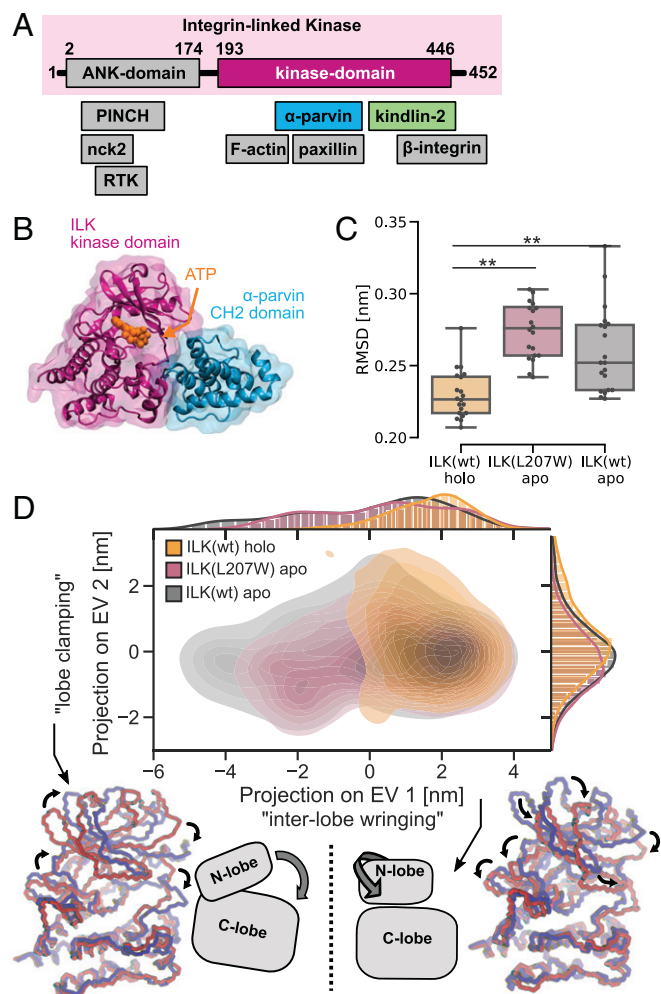 A
Integrin-linked Kinase
2 174 193 446
1 ANK-domain kinase-domain 452
PINCH α-parvin kindlin-2
nck2 F-actin paxillin β-integrin
RTK
B
ILK
kinase domain
ATP
α-parvin
CH2 domain
C
RMSD [nm]
0.35
0.30
0.25
0.20
**
**
ILK(wt)
holo
ILK(L207W)
apo
ILK(wt)
apo
D
"lobe clamping"
Projection on EV 2 [nm]
2
0
−2
ILK(wt) holo
ILK(L207W) apo
ILK(wt) apo
−6 −4 −2 0 2 4
Projection on EV 1 [nm]
"inter-lobe wringing"
N-lobe
C-lobe
N-lobe
C-lobe